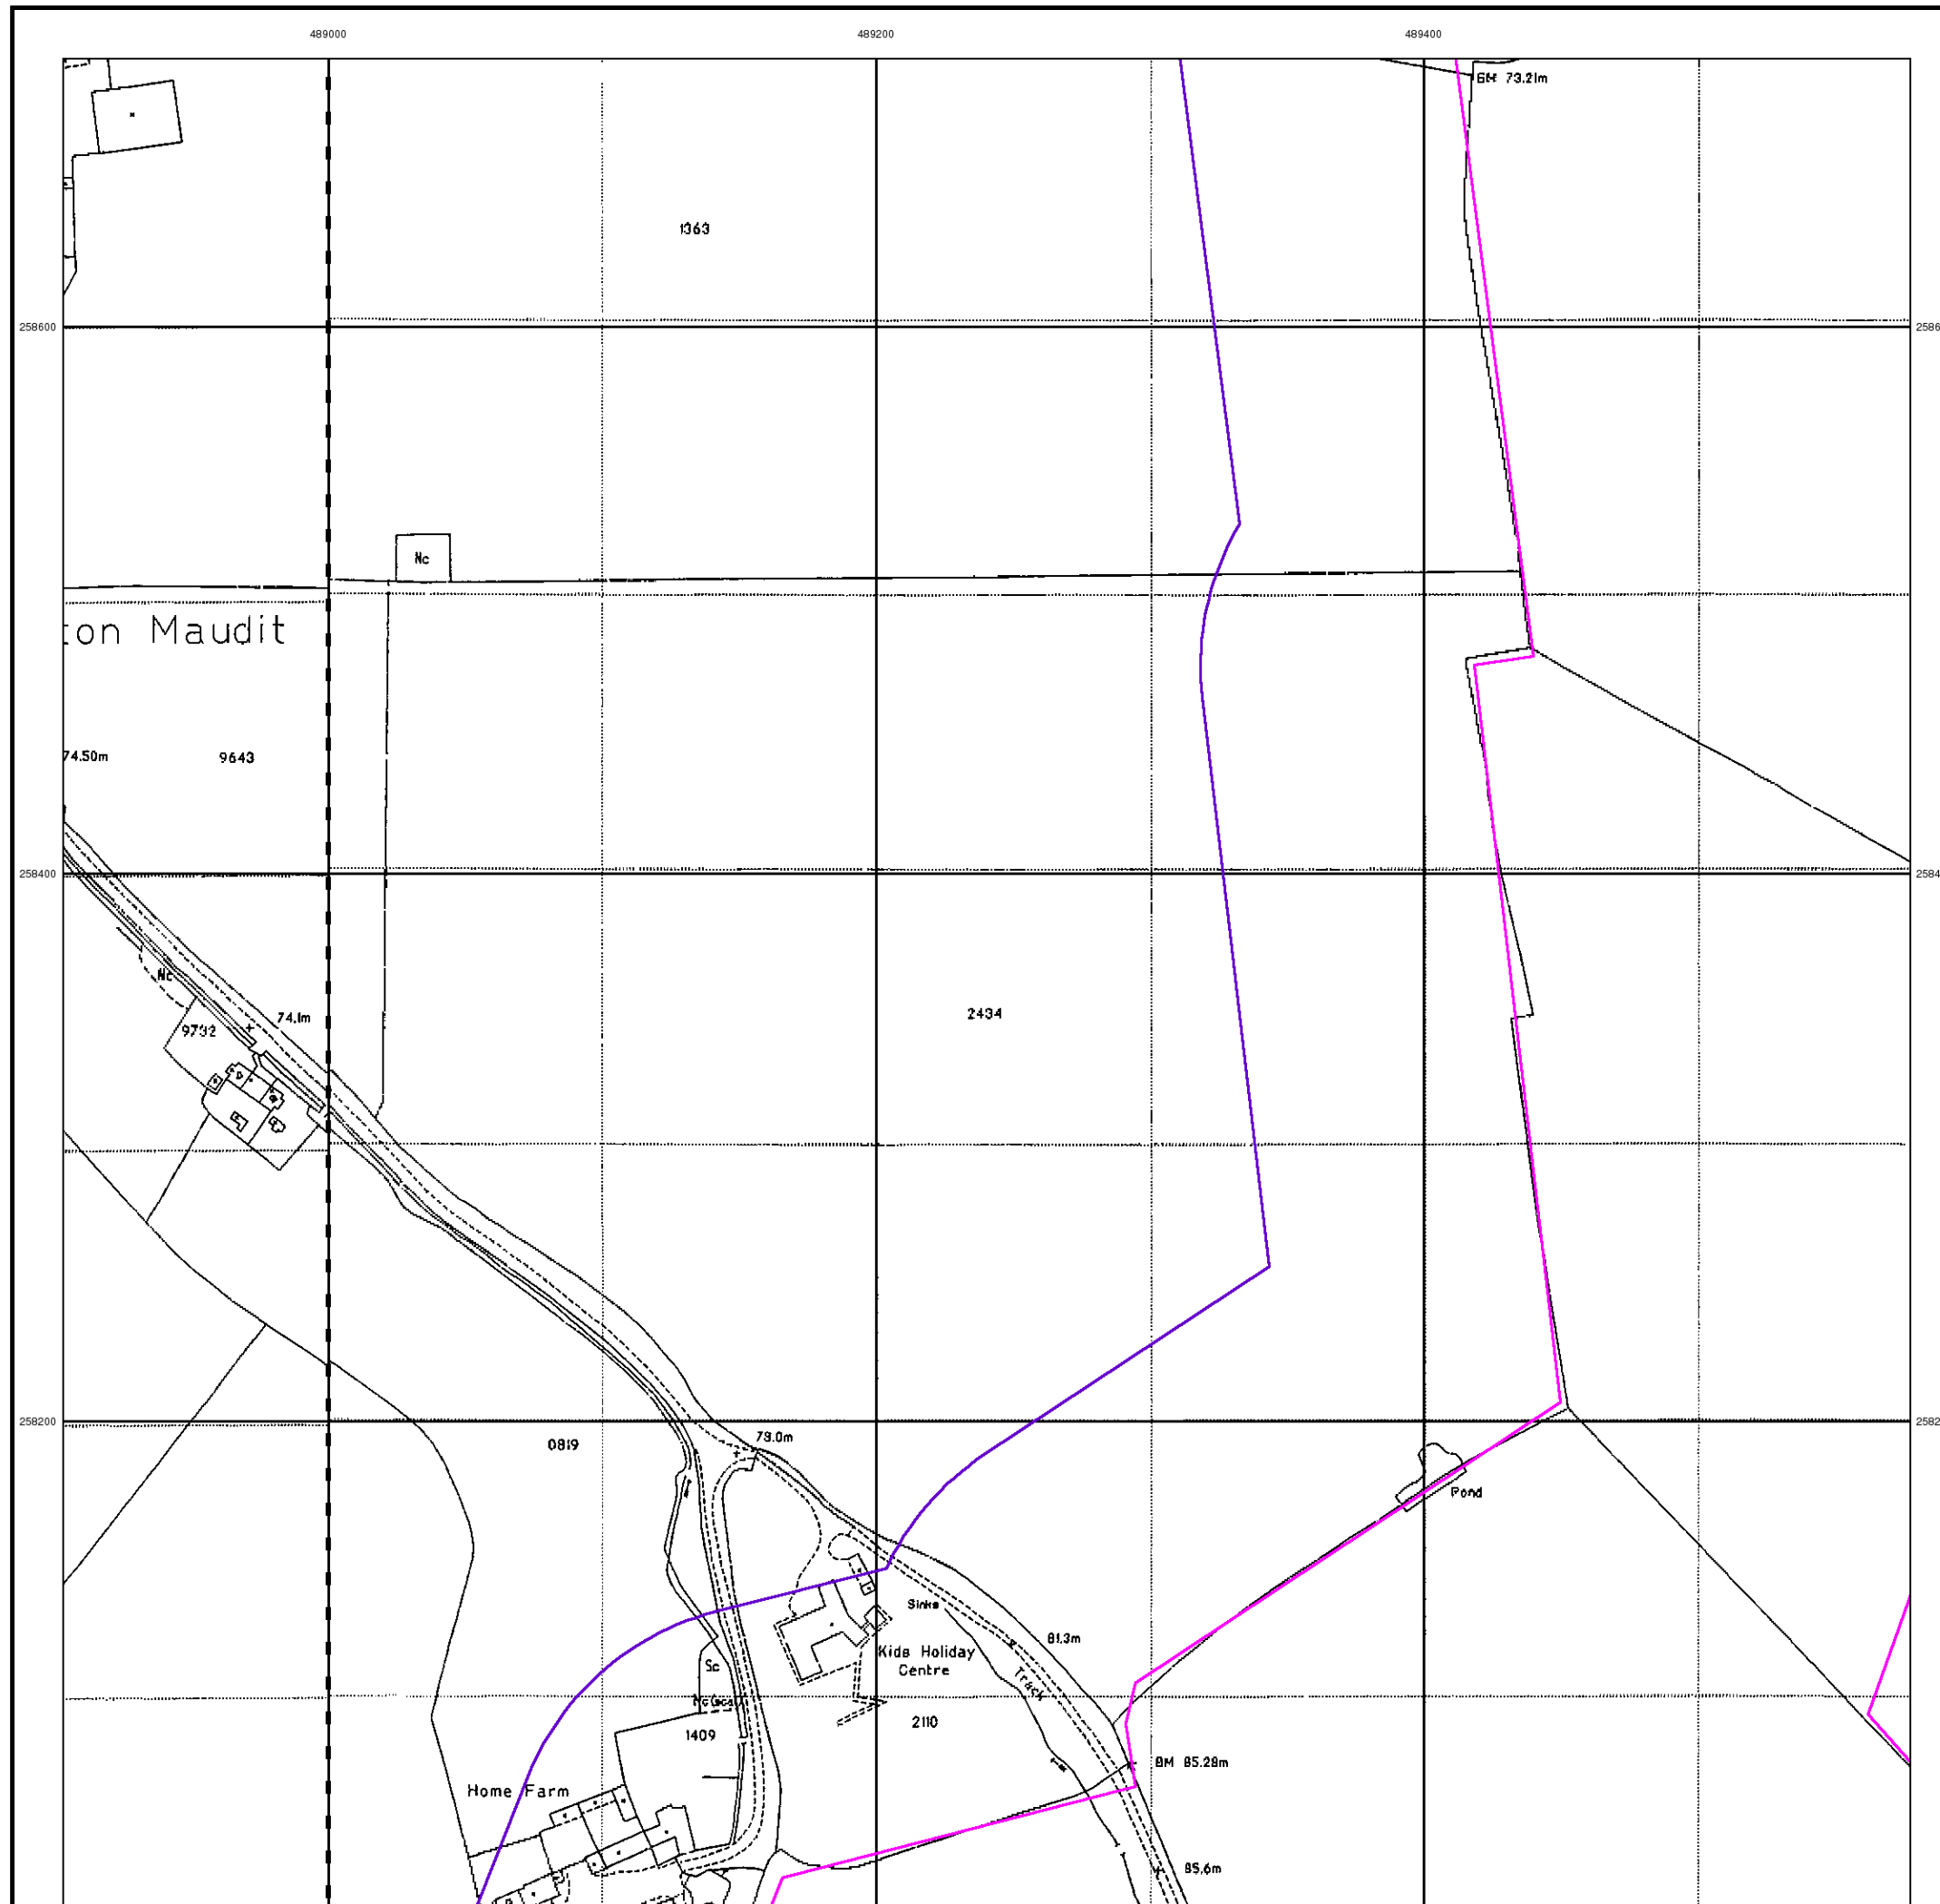 489000
489200
489400
BM 73.21m
1363
258600
Nc
ton Maudit
74.50m
9643
258400
Nc
74.1m
9732
2434
258200
0819
79.0m
Pond
Sinks
81.3m
Kids Holiday
Centre
Sc
Track
1409
2110
BM 85.28m
Home Farm
85.6m